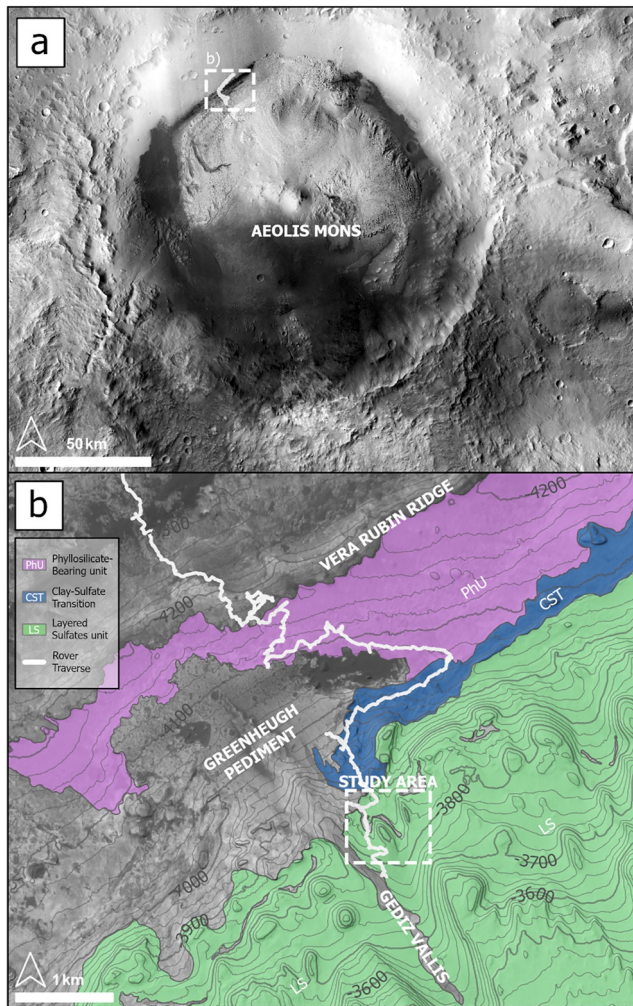 a
b)
AEOLIS MONS
50 km
b
VERA RUBIN RIDGE
-4200
PhU
CST
PhU Phyllosilicate-
Bearing unit
CST Clay-Sulfate
Transition
LS Layered
Sulfates unit
Rover
Traverse
-4200
GREENHEUGH
PEDIMENT
STUDY AREA
-3800
LS
-3700
-3600
GEDIZ VALLIS
-3900
LS
-3600
1 km